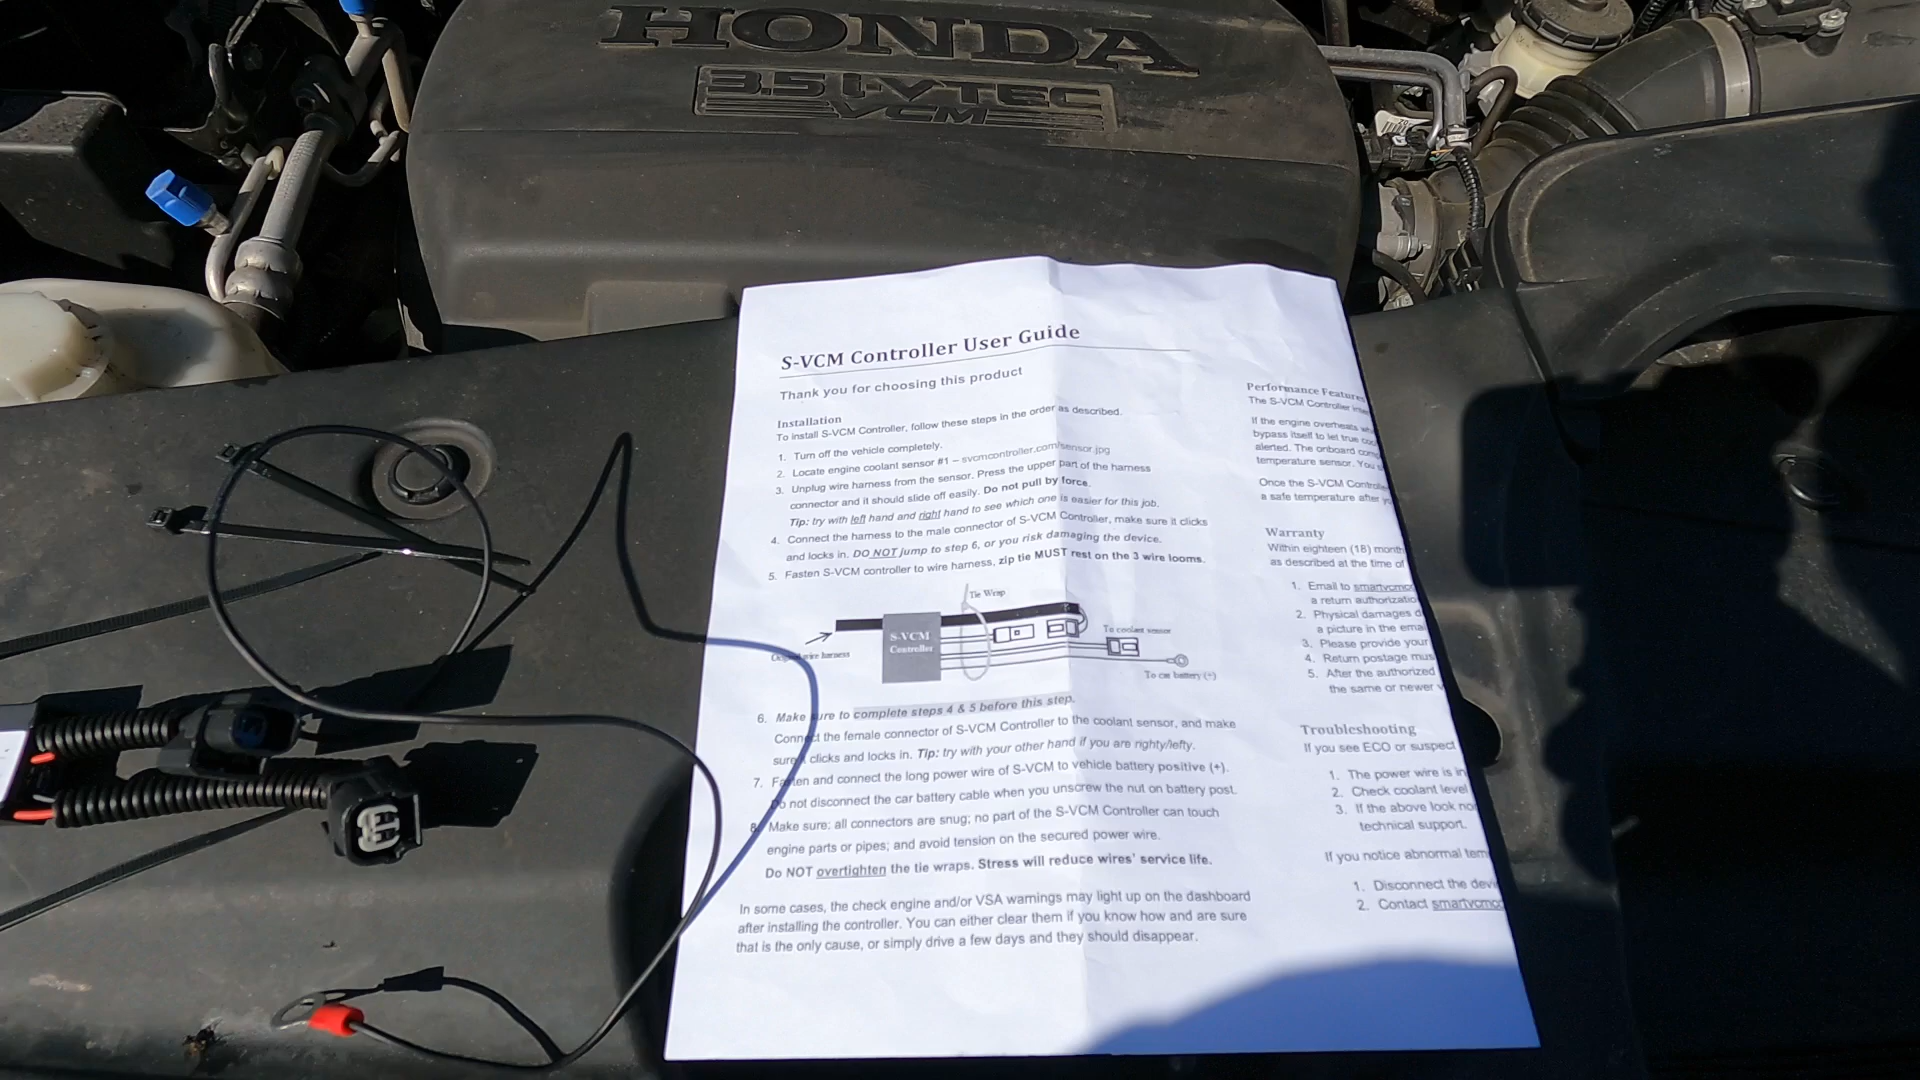 HONDA
3.5 i-VTEC
VCM
S-VCM Controller User Guide
Thank you for choosing this product
Installation
To install S-VCM Controller, follow these steps in the order as described.
1. Turn off the vehicle completely.
2. Locate engine coolant sensor #1 – svcmcontroller.com/sensor.jpg
3. Unplug wire harness from the sensor. Press the upper part of the harness
connector and it should slide off easily. Do not pull by force.
Tip: try with left hand and right hand to see which one is easier for this job.
4. Connect the harness to the male connector of S-VCM Controller, make sure it clicks
and locks in. DO NOT jump to step 6, or you risk damaging the device.
5. Fasten S-VCM controller to wire harness, zip tie MUST rest on the 3 wire looms.
Tie Wrap
S-VCM
Controller
To coolant sensor
wire harness
To car battery (+)
6. Make sure to complete steps 4 & 5 before this step.
Connect the female connector of S-VCM Controller to the coolant sensor, and make
sure clicks and locks in. Tip: try with your other hand if you are righty/lefty.
7. Fasten and connect the long power wire of S-VCM to vehicle battery positive (+).
Do not disconnect the car battery cable when you unscrew the nut on battery post.
8. Make sure: all connectors are snug; no part of the S-VCM Controller can touch
engine parts or pipes; and avoid tension on the secured power wire.
Do NOT overtighten the tie wraps. Stress will reduce wires' service life.
In some cases, the check engine and/or VSA warnings may light up on the dashboard
after installing the controller. You can either clear them if you know how and are sure
that is the only cause, or simply drive a few days and they should disappear.
Performance Features
The S-VCM Controller
If the engine overheats
bypass itself to let true
alerted. The onboard
temperature sensor. You
Once the S-VCM
a safe temperature after
Warranty
Within eighteen (18) month
as described at the time of
1. Email to
a return
2. Physical damages
a picture in the
3. Please provide your
4. Return postage
5. After the authorized
the same or newer
Troubleshooting
If you see ECO or suspect
1. The power wire is
2. Check coolant level
3. If the above look
technical support.
If you notice abnormal
1. Disconnect the
2. Contact